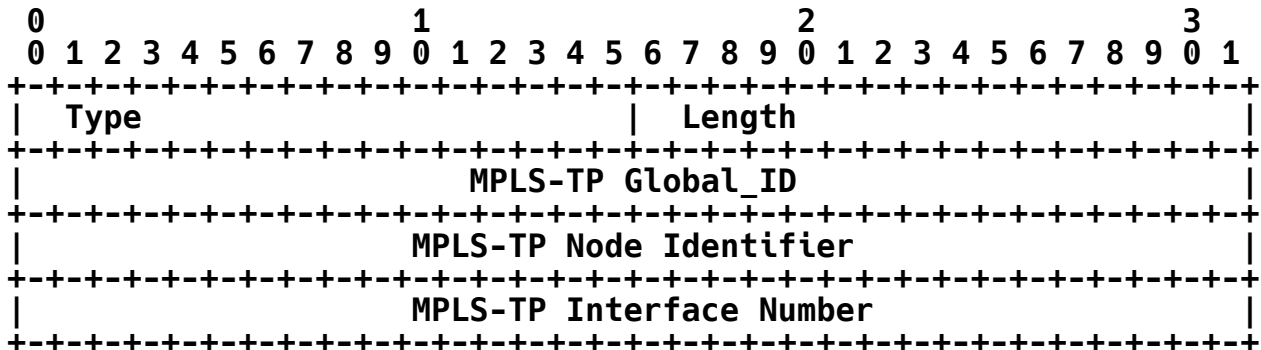 0                   1                   2                   3
 0 1 2 3 4 5 6 7 8 9 0 1 2 3 4 5 6 7 8 9 0 1 2 3 4 5 6 7 8 9 0 1
+-+-+-+-+-+-+-+-+-+-+-+-+-+-+-+-+-+-+-+-+-+-+-+-+-+-+-+-+-+-+-+-+
|  Type                         |  Length                       |
+-+-+-+-+-+-+-+-+-+-+-+-+-+-+-+-+-+-+-+-+-+-+-+-+-+-+-+-+-+-+-+-+
|                       MPLS-TP Global_ID                       |
+-+-+-+-+-+-+-+-+-+-+-+-+-+-+-+-+-+-+-+-+-+-+-+-+-+-+-+-+-+-+-+-+
|                    MPLS-TP Node Identifier                    |
+-+-+-+-+-+-+-+-+-+-+-+-+-+-+-+-+-+-+-+-+-+-+-+-+-+-+-+-+-+-+-+-+
|                    MPLS-TP Interface Number                   |
+-+-+-+-+-+-+-+-+-+-+-+-+-+-+-+-+-+-+-+-+-+-+-+-+-+-+-+-+-+-+-+-+